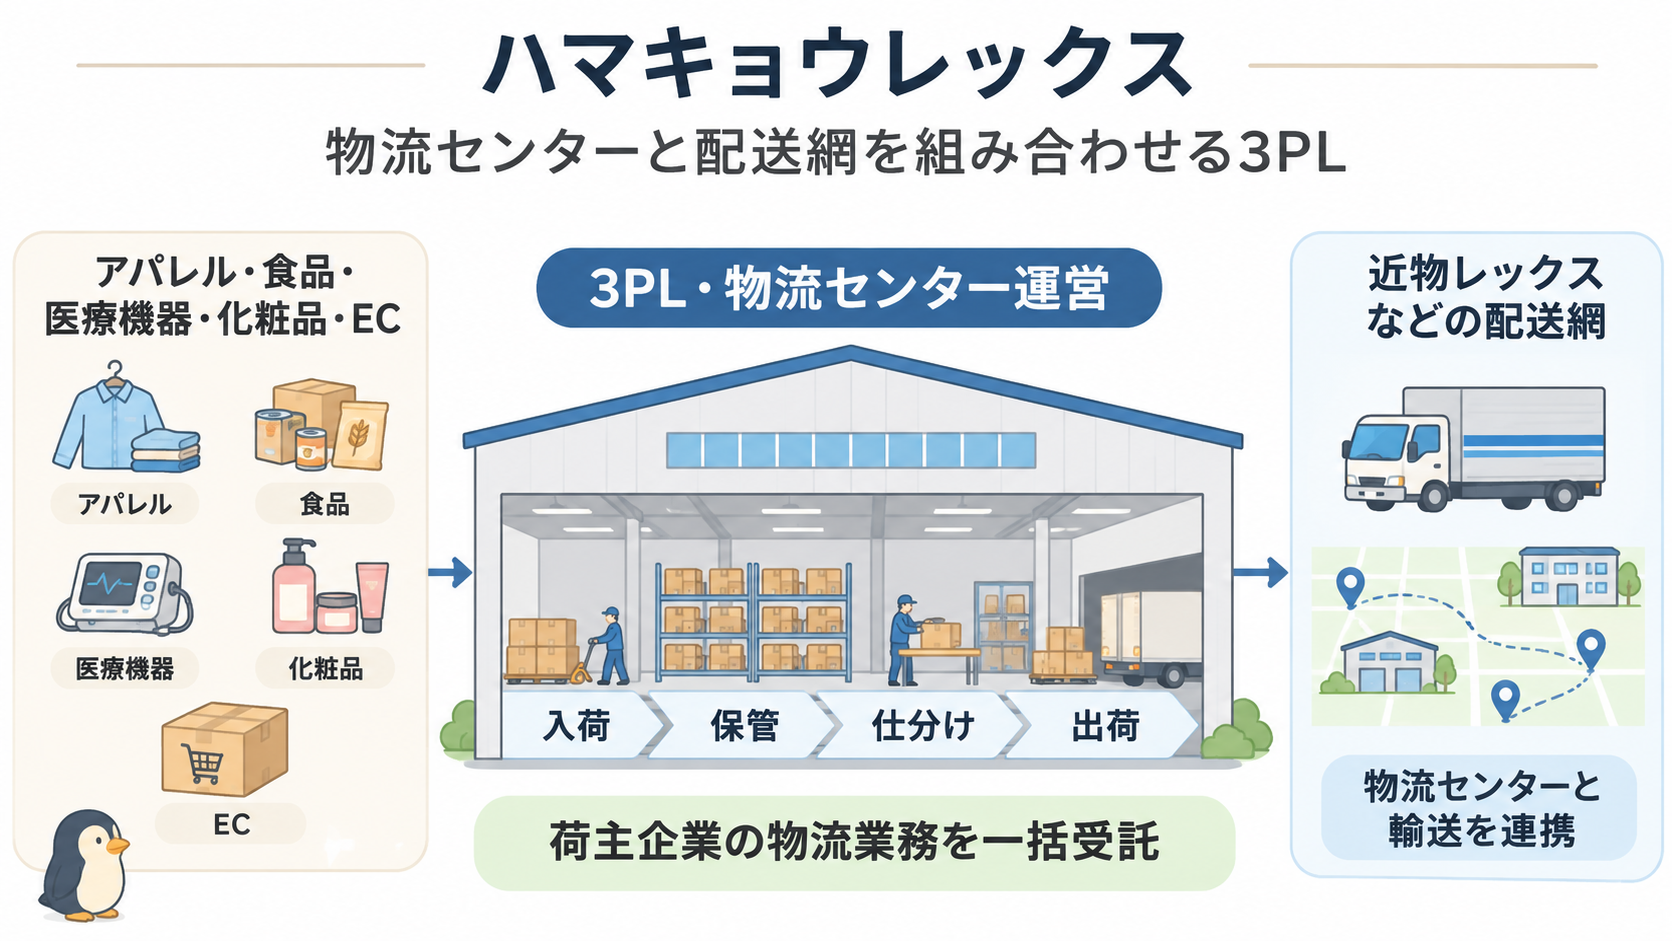 ハマキョウレックス
物流センターと配送網を組み合わせる3PL
アパレル・食品・
医療機器・化粧品・EC
アパレル
食品
医療機器
化粧品
EC
3PL・物流センター運営
入荷
保管
仕分け
出荷
荷主企業の物流業務を一括受託
近物レックス
などの配送網
物流センターと
輸送を連携